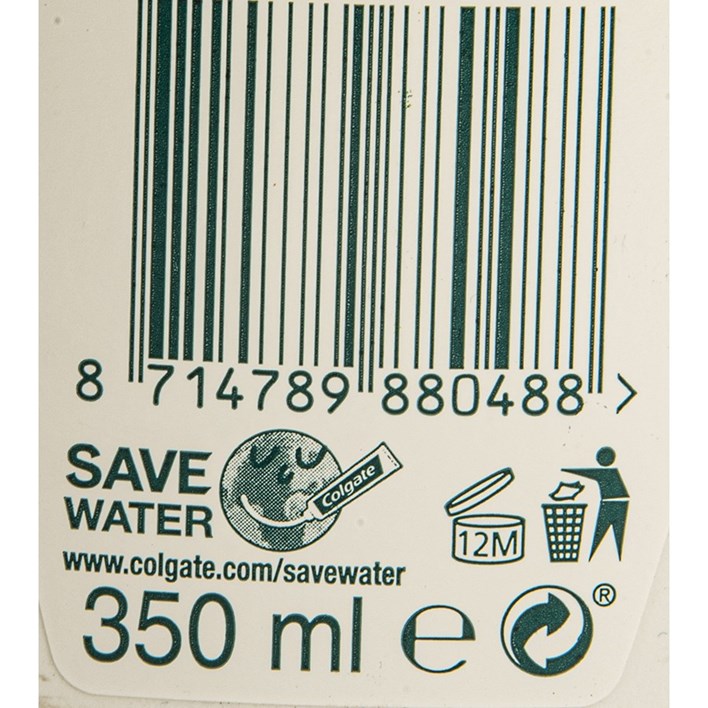 8 714789 880488 >
SAVE
WATER
Colgate
12M
www.colgate.com/savewater
350 ml e ®